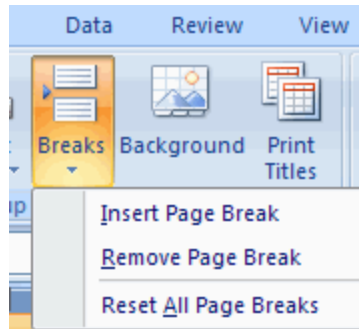 Data Review View
Breaks Background Print
Titles
Insert Page Break
Remove Page Break
Reset All Page Breaks